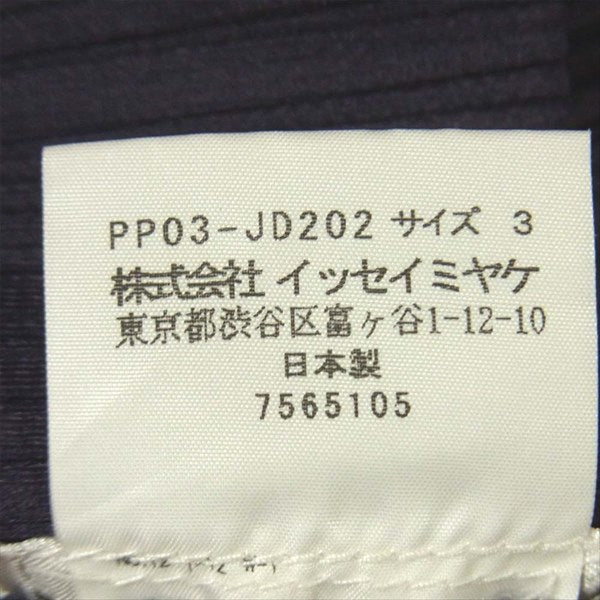 PP03-JD202 サイズ 3
株式会社 イッセイミヤケ
東京都渋谷区富ヶ谷1-12-10
日本製
7565105